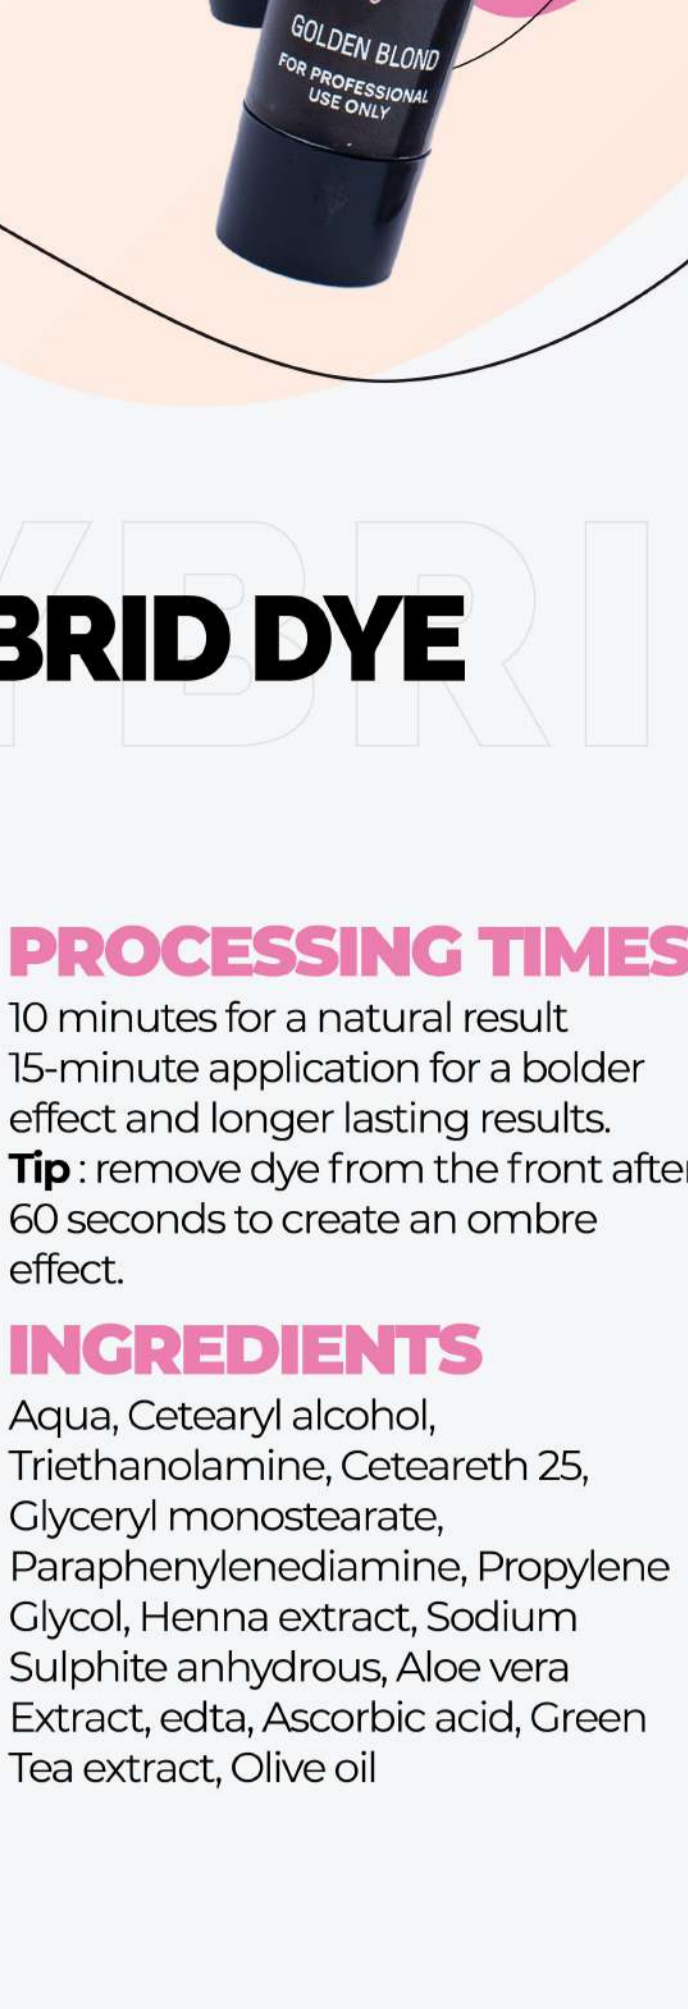 GOLDEN BLOND
FOR PROFESSIONAL
USE ONLY
YBRI
BRID DYE
PROCESSING TIMES
10 minutes for a natural result
15-minute application for a bolder
effect and longer lasting results.
Tip : remove dye from the front after
60 seconds to create an ombre
effect.
INGREDIENTS
Aqua, Cetearyl alcohol,
Triethanolamine, Ceteareth 25,
Glyceryl monostearate,
Paraphenylenediamine, Propylene
Glycol, Henna extract, Sodium
Sulphite anhydrous, Aloe vera
Extract, edta, Ascorbic acid, Green
Tea extract, Olive oil